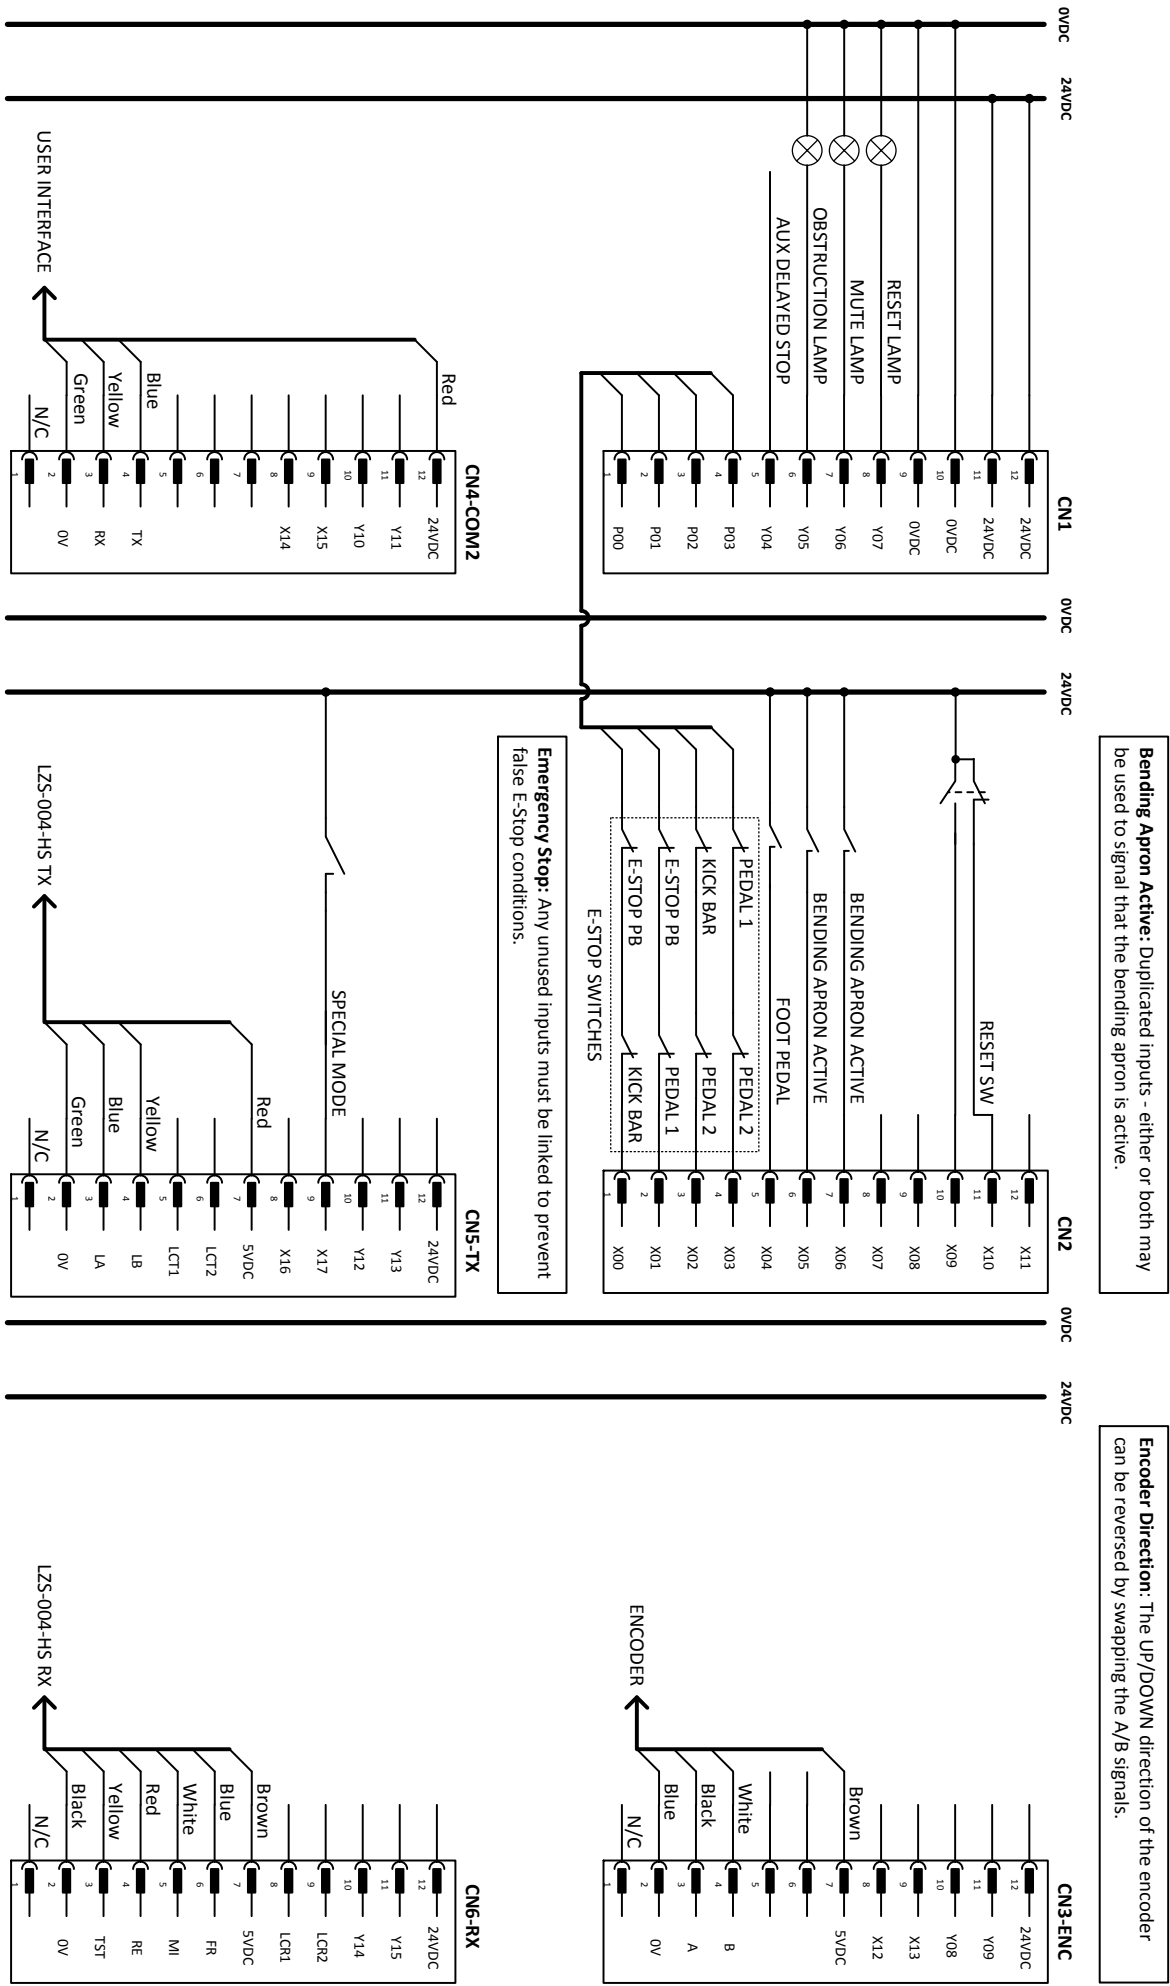 Bending Apron Active: Duplicated inputs - either or both may
be used to signal that the bending apron is active.
Encoder Direction: The UP/DOWN direction of the encoder
can be reversed by swapping the A/B signals.
0VDC
24VDC
CN1
12 24VDC
11 24VDC
10 0VDC
9 0VDC
RESET LAMP 8 Y07
MUTE LAMP 7 Y06
OBSTRUCTION LAMP 6 Y05
AUX DELAYED STOP 5 Y04
4 P03
3 P02
2 P01
1 P00
0VDC
24VDC
CN2
12 X11
RESET SW 11 X10
10 X09
9 X08
8 X07
BENDING APRON ACTIVE 7 X06
BENDING APRON ACTIVE 6 X05
FOOT PEDAL 5 X04
PEDAL 1 PEDAL 2 4 X03
KICK BAR PEDAL 2 3 X02
E-STOP PB PEDAL 1 2 X01
E-STOP PB KICK BAR 1 X00
E-STOP SWITCHES
0VDC
24VDC
CN3-ENC
12 24VDC
11 Y09
10 Y08
9 X13
8 X12
Brown 7 5VDC
6
5
White 4 B
Black 3 A
Blue 2 0V
N/C 1
ENCODER
Emergency Stop: Any unused inputs must be linked to prevent
false E-Stop conditions.
CN4-COM2
Red 12 24VDC
11 Y11
10 Y10
9 X15
8 X14
7
6
5
Blue 4 TX
Yellow 3 RX
Green 2 0V
N/C 1
USER INTERFACE
CN5-TX
12 24VDC
11 Y13
10 Y12
SPECIAL MODE 9 X17
8 X16
Red 7 5VDC
6 LCT2
5 LCT1
Yellow 4 LB
Blue 3 LA
Green 2 0V
N/C 1
LZS-004-HS TX
CN6-RX
12 24VDC
11 Y15
10 Y14
9 LCR2
8 LCR1
Brown 7 5VDC
Blue 6 FR
White 5 MI
Red 4 RE
Yellow 3 TST
Black 2 0V
N/C 1
LZS-004-HS RX